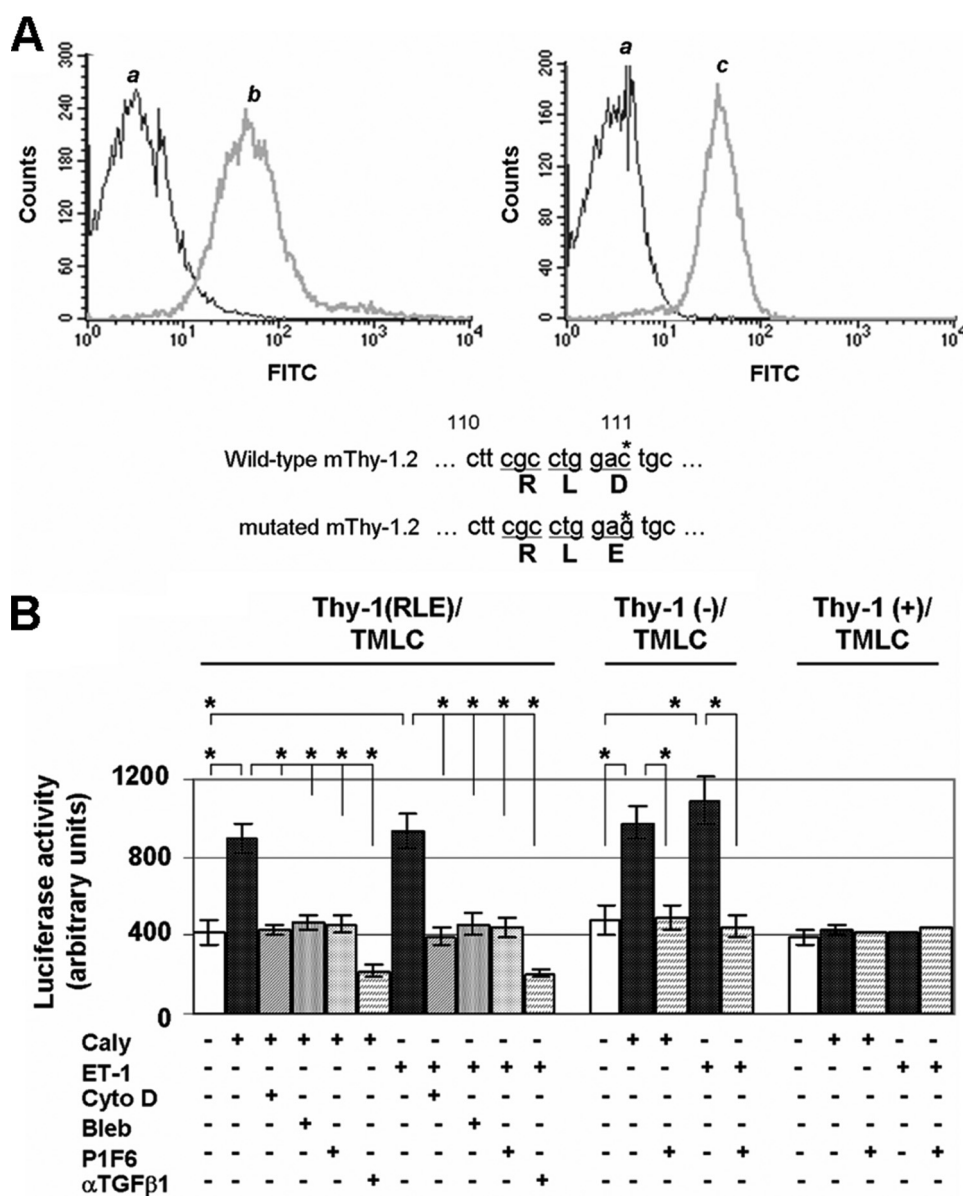 A
a b
300
240
180
120
60
0
Counts
10^0 10^1 10^2 10^3 10^4
FITC
a c
200
160
120
80
40
0
Counts
10^0 10^1 10^2 10^3 10^4
FITC
110 111
Wild-type mThy-1.2 ... ctt cgc ctg gac* tgc ...
R L D
mutated mThy-1.2 ... ctt cgc ctg gag* tgc ...
R L E
B
Thy-1(RLE)/ Thy-1 (-)/ Thy-1 (+)/
TMLC TMLC TMLC
* * * * * * *
* * * * * * *
1200
800
400
0
Luciferase activity
(arbitrary units)
Caly - + + + + + - - - - - - + + - - - + + - -
ET-1 - - - - - - + + + + + - - - + + - - - + +
Cyto D - - + - - - - + - - - - - - - - - - - - -
Bleb - - - + - - - - + - - - - - - - - - - - -
P1F6 - - - - + - - - - + - - - + - + - - + - +
αTGFβ1 - - - - - + - - - - + - - - - - - - - - -